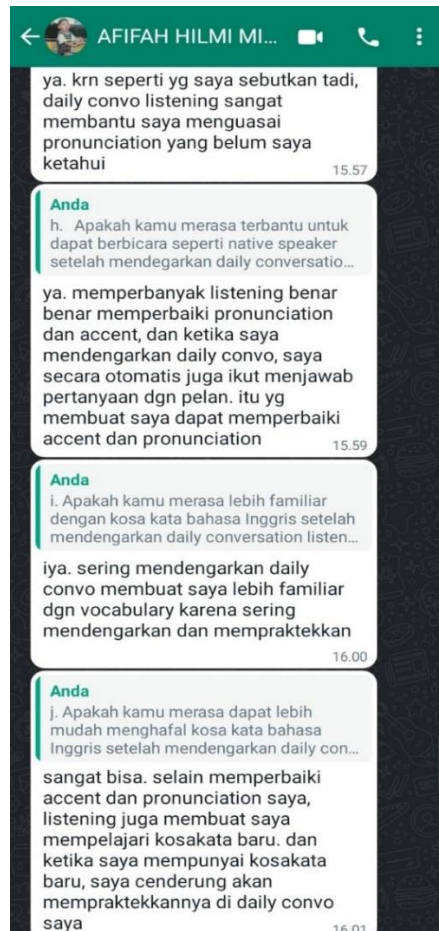 AFIFAH HILMI MI...
ya. krn seperti yg saya sebutkan tadi,
daily convo listening sangat
membantu saya menguasai
pronunciation yang belum saya
ketahui
15.57
Anda
h. Apakah kamu merasa terbantu untuk
dapat berbicara seperti native speaker
setelah mendegarkan daily conversatio...
ya. memperbanyak listening benar
benar memperbaiki pronunciation
dan accent, dan ketika saya
mendengarkan daily convo, saya
secara otomatis juga ikut menjawab
pertanyaan dgn pelan. itu yg
membuat saya dapat memperbaiki
accent dan pronunciation
15.59
Anda
i. Apakah kamu merasa lebih familiar
dengan kosa kata bahasa Inggris setelah
mendengarkan daily conversation listen...
iya. sering mendengarkan daily
convo membuat saya lebih familiar
dgn vocabulary karena sering
mendengarkan dan mempraktekkan
16.00
Anda
j. Apakah kamu merasa dapat lebih
mudah menghafal kosa kata bahasa
Inggris setelah mendengarkan daily con...
sangat bisa. selain memperbaiki
accent dan pronunciation saya,
listening juga membuat saya
mempelajari kosakata baru. dan
ketika saya mempunyai kosakata
baru, saya cenderung akan
mempraktekkannya di daily convo
saya
16.01